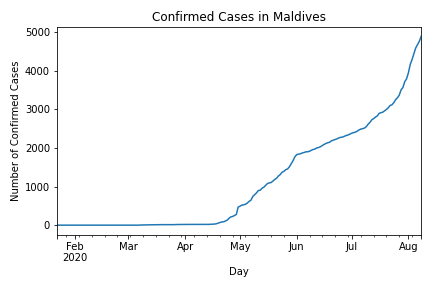 Confirmed Cases in Maldives
5000
4000
3000
2000
1000
0
Number of Confirmed Cases
Feb Mar Apr May Jun Jul Aug
2020
Day